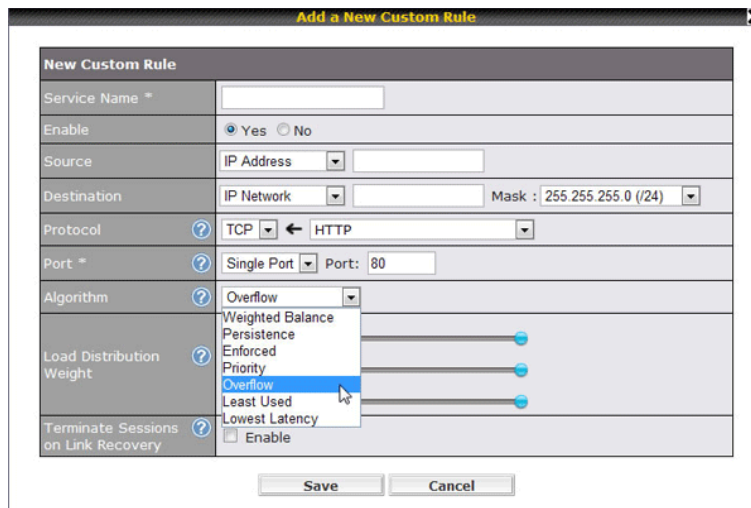 Add a New Custom Rule
New Custom Rule
Service Name *
Enable Yes No
Source IP Address
Destination IP Network Mask : 255.255.255.0 (/24)
Protocol ? TCP HTTP
Port * ? Single Port Port: 80
Algorithm ? Overflow
Weighted Balance
Persistence
Enforced
Priority
Overflow
Least Used
Lowest Latency
Load Distribution ?
Weight
Terminate Sessions ?
on Link Recovery
Enable
Save Cancel